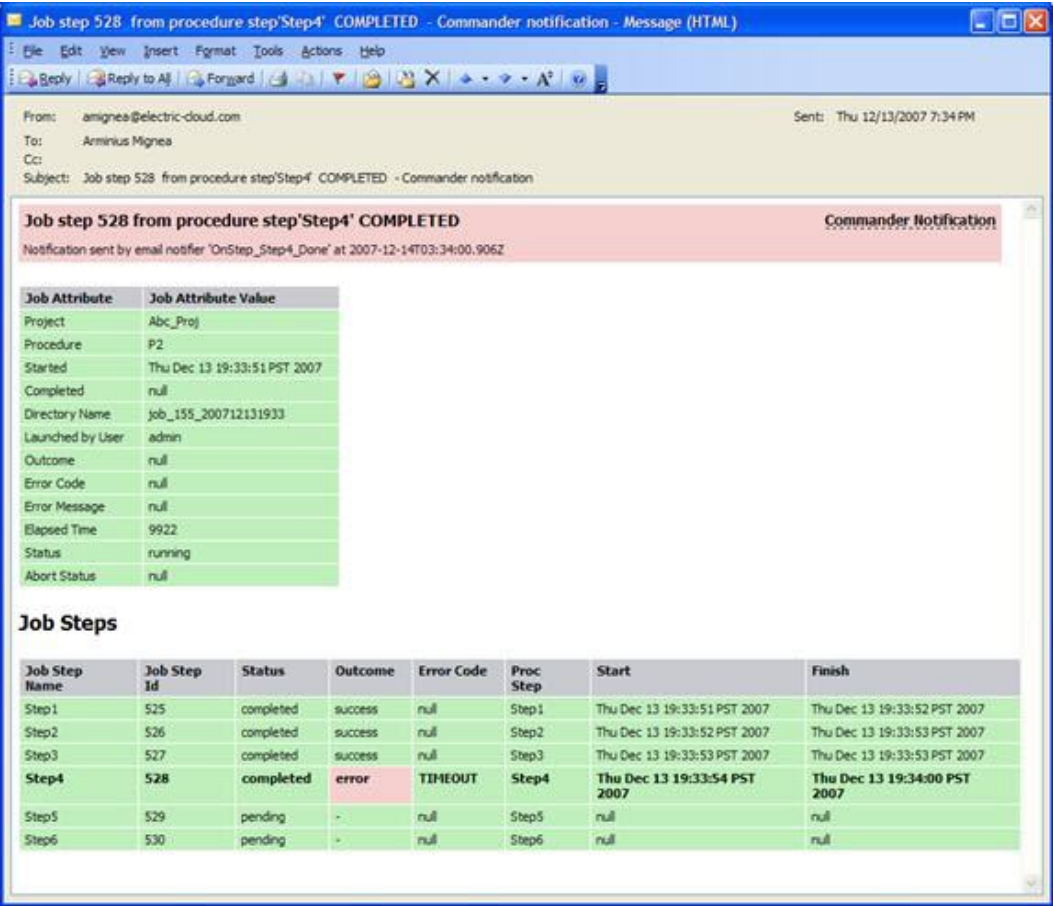 Job step 528  from procedure step'Step4'  COMPLETED  - Commander notification - Message (HTML)
File Edit View Insert Format Tools Actions Help
Reply Reply to All Forward
From: amignea@electric-cloud.com Sent: Thu 12/13/2007 7:34 PM
To: Arminius Mignea
Cc:
Subject: Job step 528  from procedure step'Step4'  COMPLETED  - Commander notification
Job step 528 from procedure step'Step4' COMPLETED Commander Notification
Notification sent by email notifier 'OnStep_Step4_Done' at 2007-12-14T03:34:00.906Z
Job Attribute Job Attribute Value
Project Abc_Proj
Procedure P2
Started Thu Dec 13 19:33:51 PST 2007
Completed null
Directory Name job_155_200712131933
Launched by User admin
Outcome null
Error Code null
Error Message null
Elapsed Time 9922
Status running
Abort Status null
Job Steps
Job Step Name Job Step Id Status Outcome Error Code Proc Step Start Finish
Step1 525 completed success null Step1 Thu Dec 13 19:33:51 PST 2007 Thu Dec 13 19:33:52 PST 2007
Step2 526 completed success null Step2 Thu Dec 13 19:33:52 PST 2007 Thu Dec 13 19:33:53 PST 2007
Step3 527 completed success null Step3 Thu Dec 13 19:33:53 PST 2007 Thu Dec 13 19:33:53 PST 2007
Step4 528 completed error TIMEOUT Step4 Thu Dec 13 19:33:54 PST 2007 Thu Dec 13 19:34:00 PST 2007
Step5 529 pending - null Step5 null null
Step6 530 pending - null Step6 null null